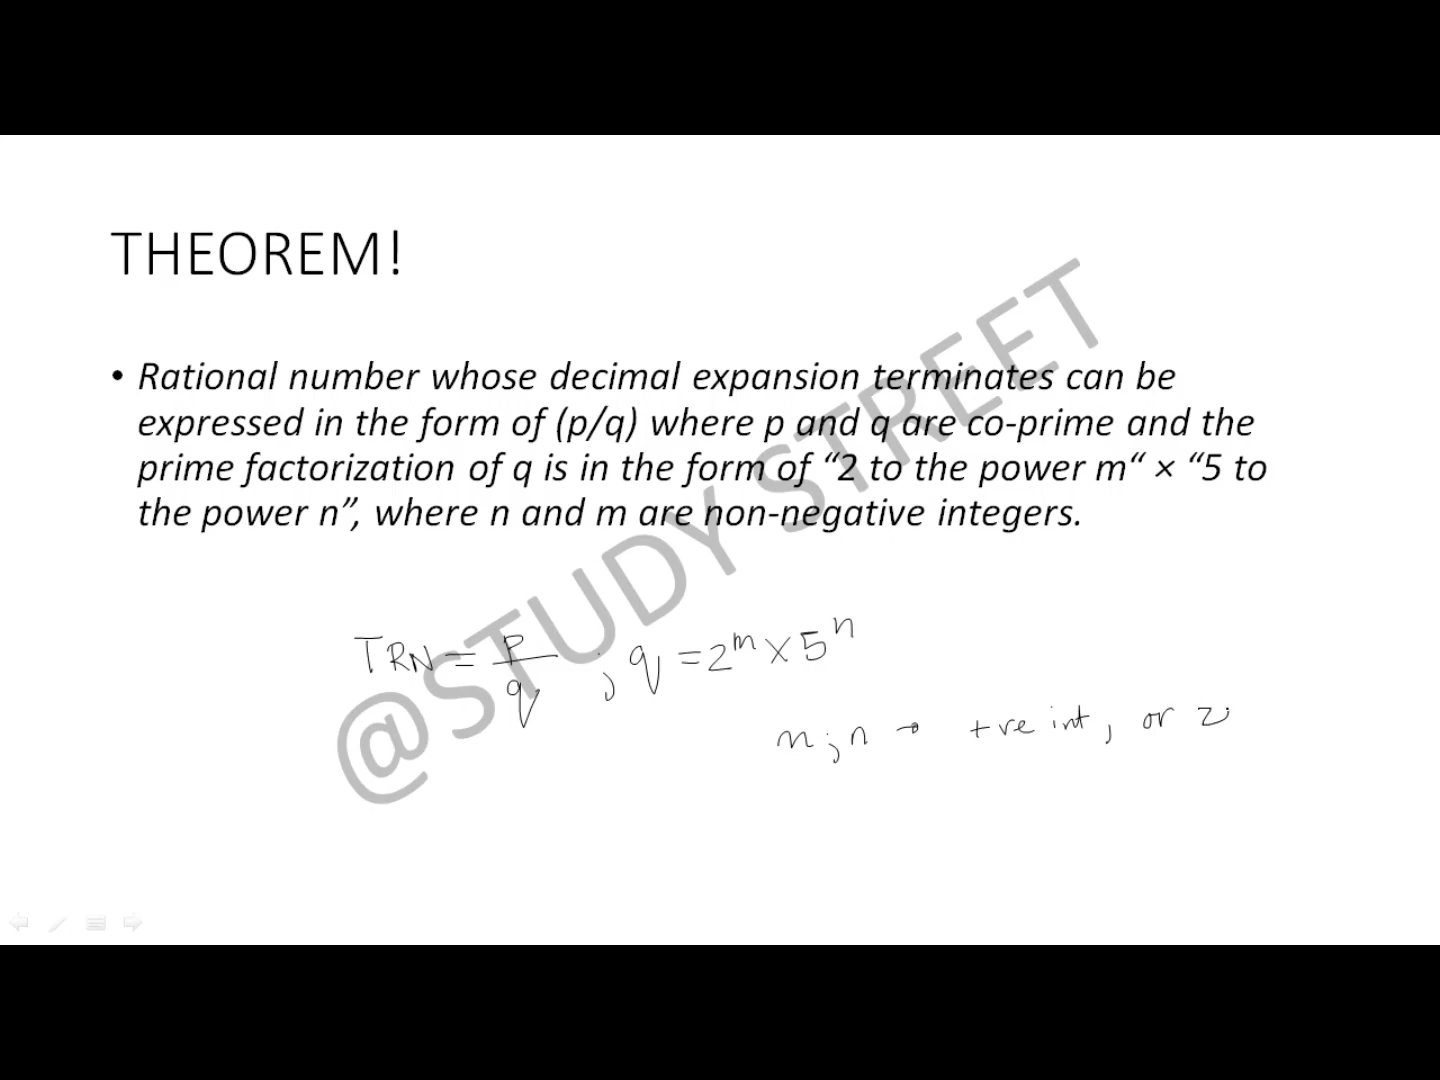 THEOREM!
• Rational number whose decimal expansion terminates can be
expressed in the form of (p/q) where p and q are co-prime and the
prime factorization of q is in the form of “2 to the power m“ × “5 to
the power n”, where n and m are non-negative integers.
@STUDY STREET
TRN = p/q ; q = 2^m × 5^n
m, n → +ve int, or z